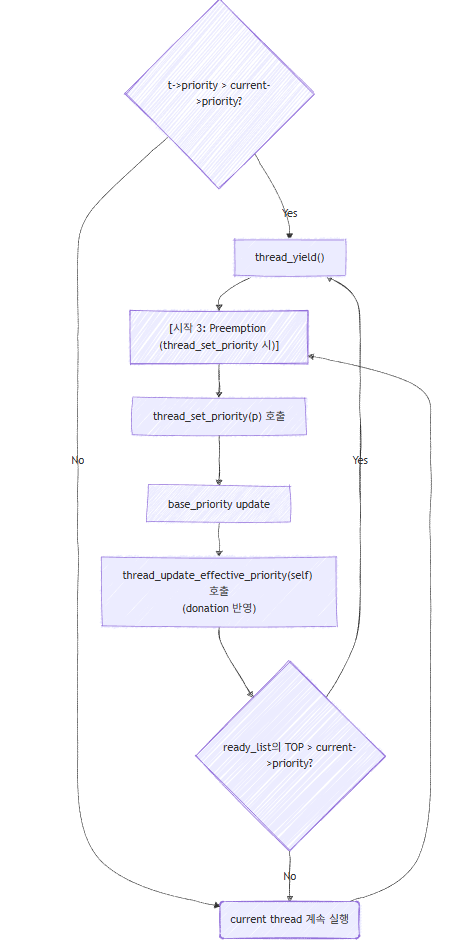 t->priority > current-
>priority?
Yes
thread_yield()
[시작 3: Preemption
(thread_set_priority 시)]
thread_set_priority(p) 호출
No
Yes
base_priority update
thread_update_effective_priority(self)
호출
(donation 반영)
ready_list의 TOP > current-
>priority?
No
current thread 계속 실행